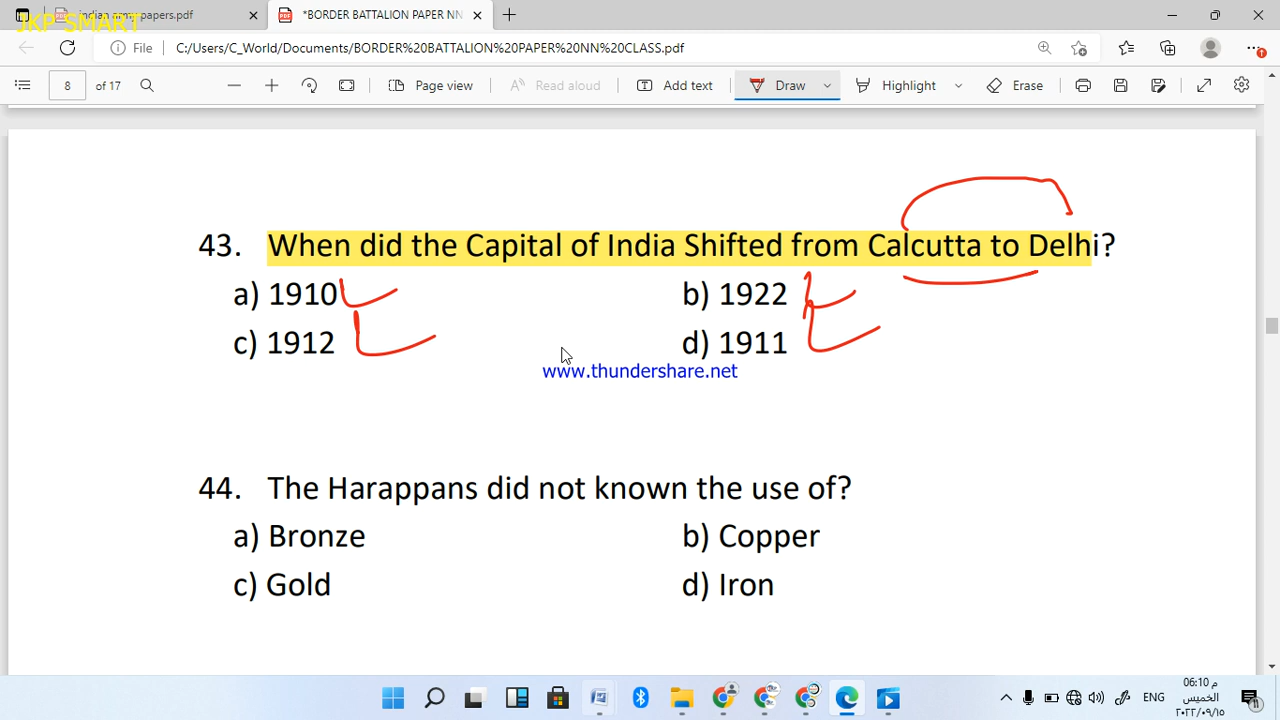 JKP SMART
indian newspapers.pdf
*BORDER BATTALION PAPER NN
File
C:/Users/C_World/Documents/BORDER%20BATTALION%20PAPER%20NN%20CLASS.pdf
8 of 17
Page view
Read aloud
Add text
Draw
Highlight
Erase
43. When did the Capital of India Shifted from Calcutta to Delhi?
a) 1910 b) 1922
c) 1912 d) 1911
www.thundershare.net
44. The Harappans did not known the use of?
a) Bronze b) Copper
c) Gold d) Iron
ENG
06:10 م
الخميس
٢٠٢٢/٠٩/١٥